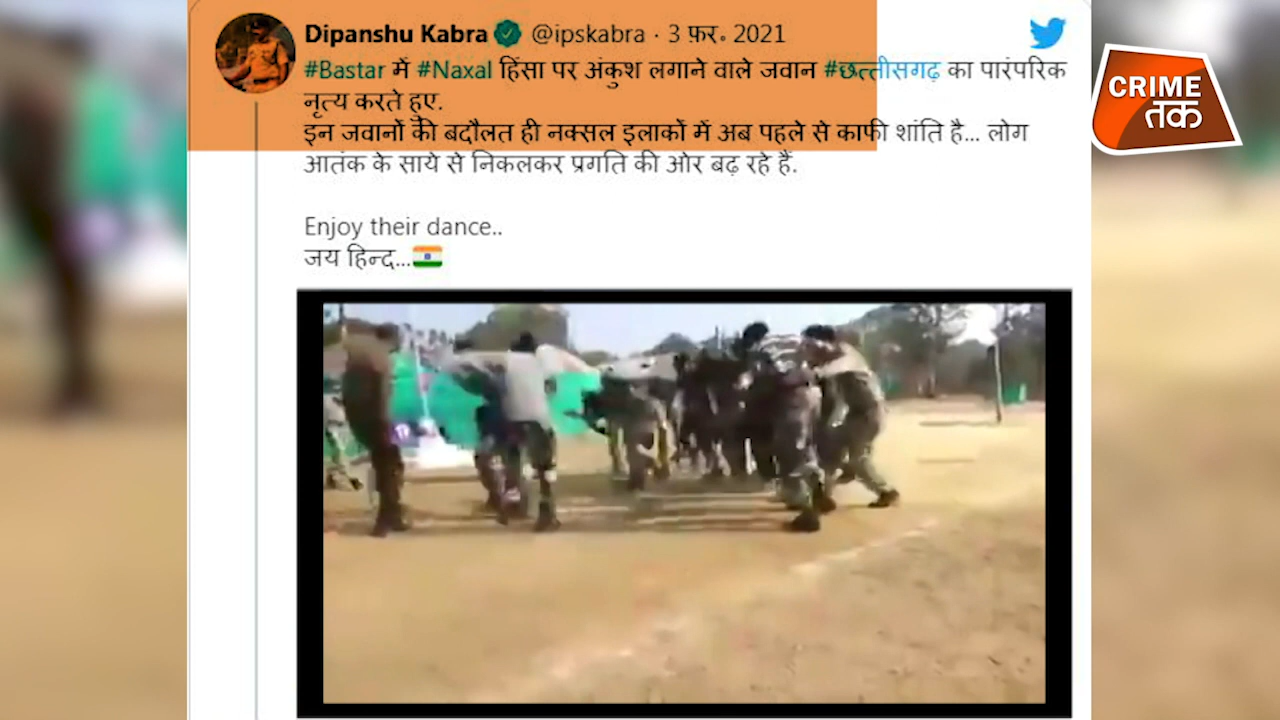 Dipanshu Kabra @ipskabra · 3 फ़र॰ 2021
#Bastar में #Naxal हिंसा पर अंकुश लगाने वाले जवान #छत्तीसगढ़ का पारंपरिक
नृत्य करते हुए.
इन जवानों की बदौलत ही नक्सल इलाकों में अब पहले से काफी शांति है... लोग
आतंक के साये से निकलकर प्रगति की ओर बढ़ रहे हैं.
Enjoy their dance..
जय हिन्द...
CRIME
तक